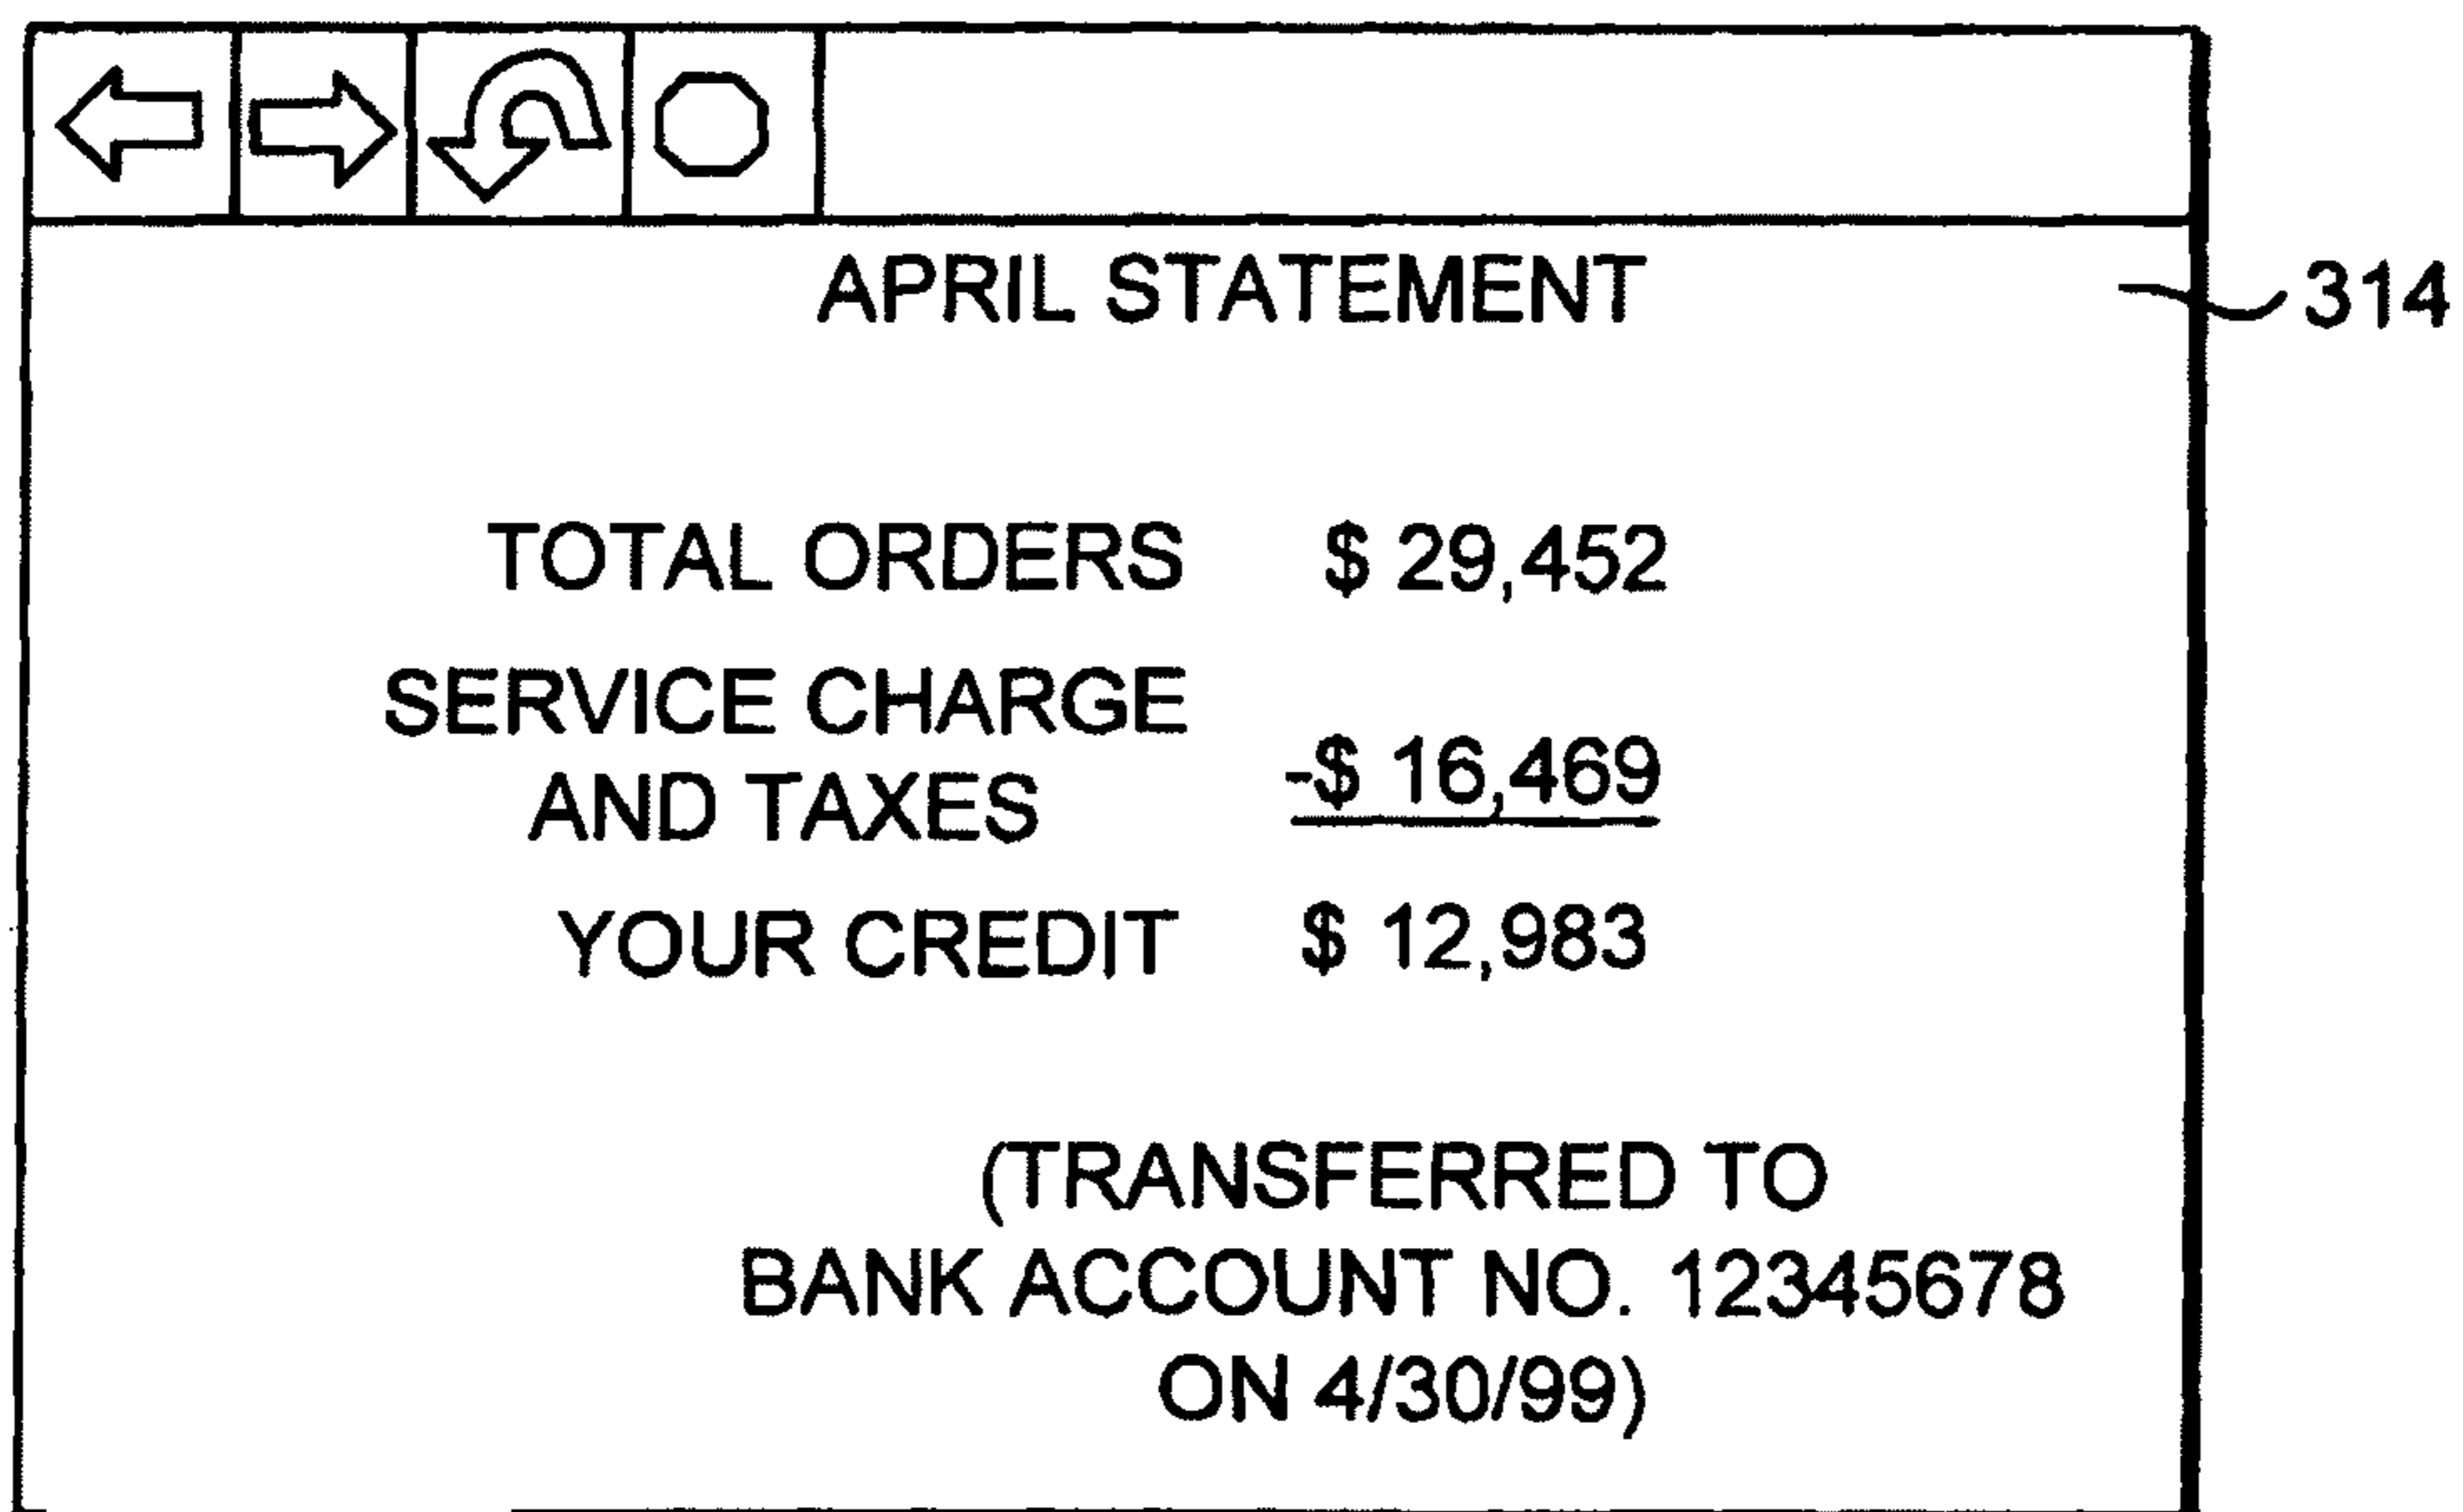 APRIL STATEMENT
314
TOTAL ORDERS $ 29,452
SERVICE CHARGE
AND TAXES -$ 16,469
YOUR CREDIT $ 12,983
(TRANSFERRED TO
BANK ACCOUNT NO. 12345678
ON 4/30/99)